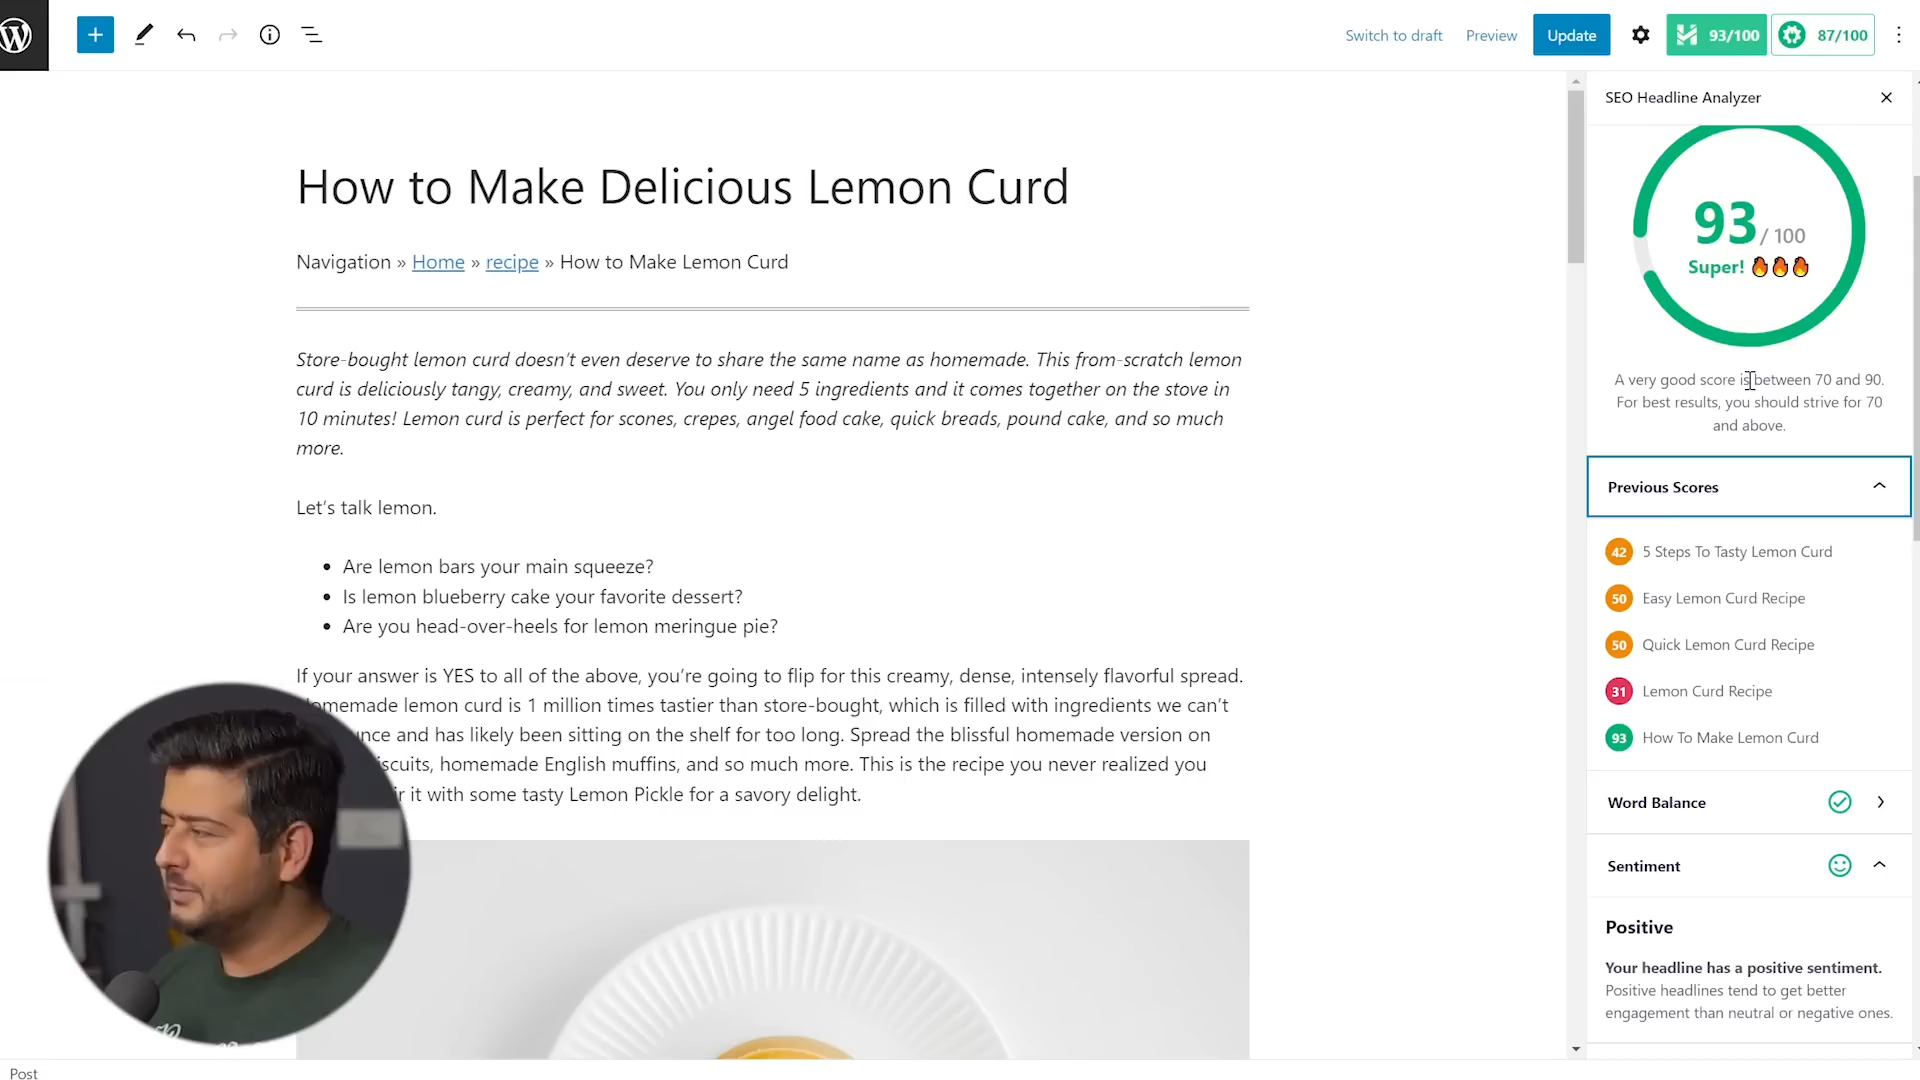 Switch to draft
Preview
Update
93/100
87/100
SEO Headline Analyzer
How to Make Delicious Lemon Curd
Navigation » Home » recipe » How to Make Lemon Curd
Store-bought lemon curd doesn't even deserve to share the same name as homemade. This from-scratch lemon
curd is deliciously tangy, creamy, and sweet. You only need 5 ingredients and it comes together on the stove in
10 minutes! Lemon curd is perfect for scones, crepes, angel food cake, quick breads, pound cake, and so much
more.
Let's talk lemon.
• Are lemon bars your main squeeze?
• Is lemon blueberry cake your favorite dessert?
• Are you head-over-heels for lemon meringue pie?
If your answer is YES to all of the above, you're going to flip for this creamy, dense, intensely flavorful spread.
lemon curd is 1 million times tastier than store-bought, which is filled with ingredients we can't
and has likely been sitting on the shelf for too long. Spread the blissful homemade version on
homemade English muffins, and so much more. This is the recipe you never realized you
it with some tasty Lemon Pickle for a savory delight.
93 / 100
Super! 🔥🔥🔥
A very good score is between 70 and 90.
For best results, you should strive for 70
and above.
Previous Scores
42 5 Steps To Tasty Lemon Curd
50 Easy Lemon Curd Recipe
50 Quick Lemon Curd Recipe
31 Lemon Curd Recipe
93 How To Make Lemon Curd
Word Balance
Sentiment
Positive
Your headline has a positive sentiment.
Positive headlines tend to get better
engagement than neutral or negative ones.
Post